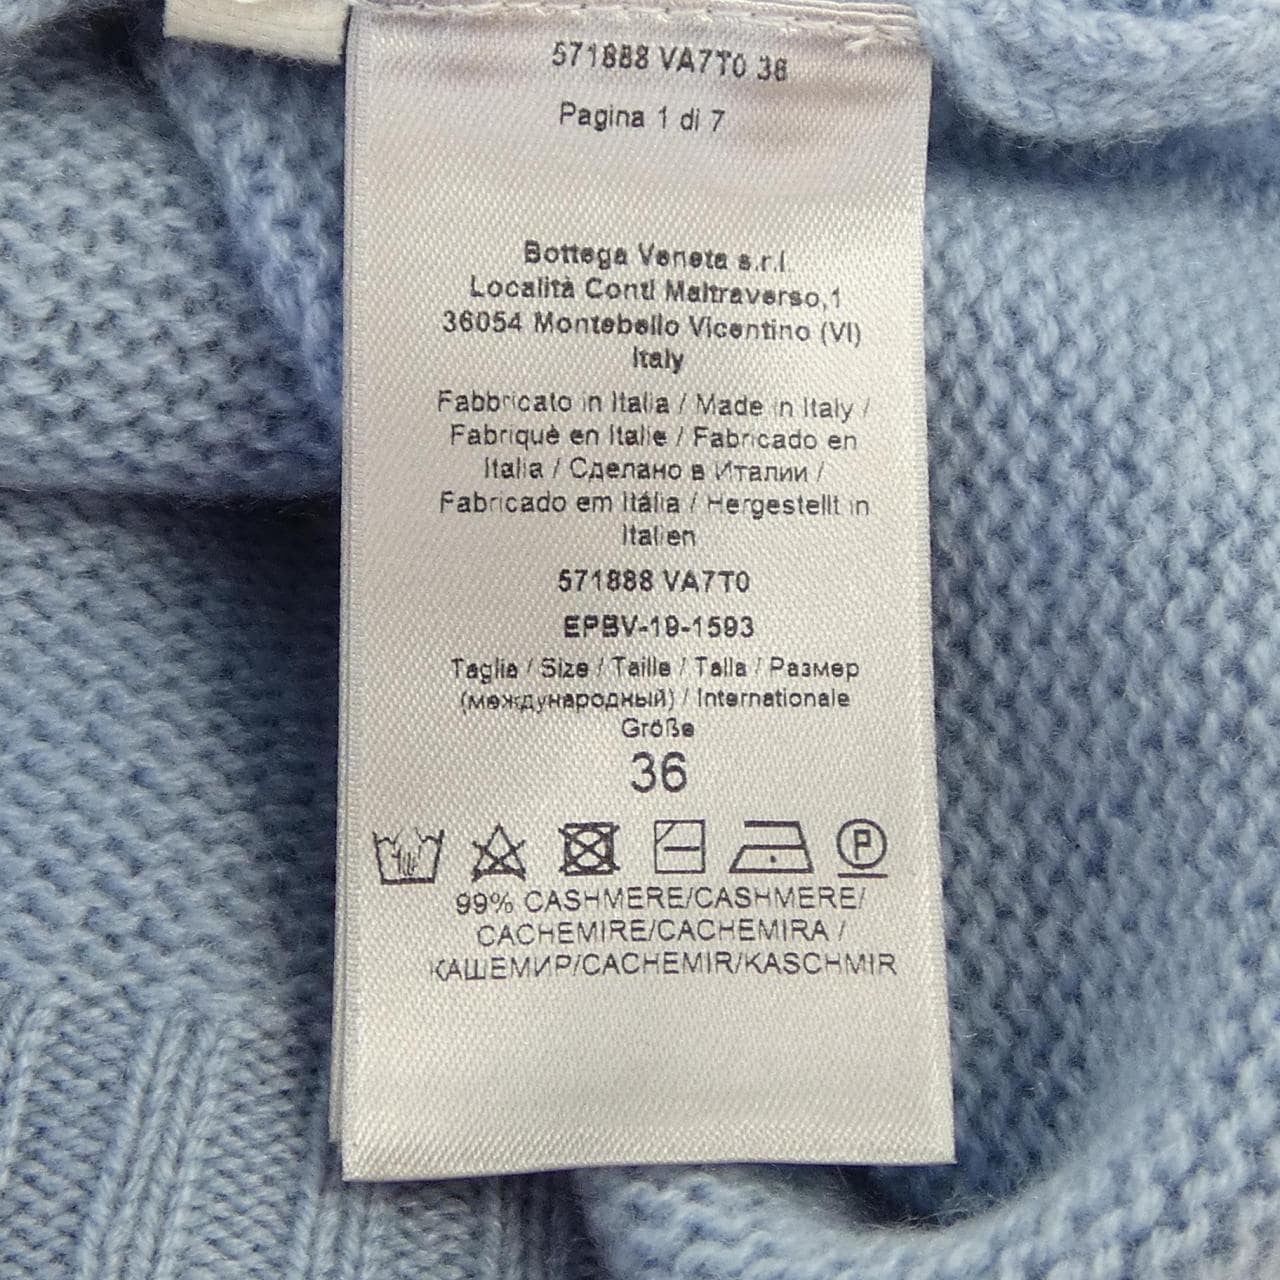 571888 VA7T0 36
Pagina 1 di 7
Bottega Veneta s.r.l.
Località Conti Maltraverso,1
36054 Montebello Vicentino (VI)
Italy
Fabbricato in Italia / Made in Italy /
Fabriqué en Italie / Fabricado en
Italia / Сделано в Италии /
Fabricado em Itália / Hergestellt in
Italien
571888 VA7T0
EPBV-19-1593
Taglia / Size / Taille / Talla / Размер
(международный) / Internationale
Größe
36
P
99% CASHMERE/CASHMERE/
CACHEMIRE/CACHEMIRA /
КАШЕМИР/CACHEMIR/KASCHMIR